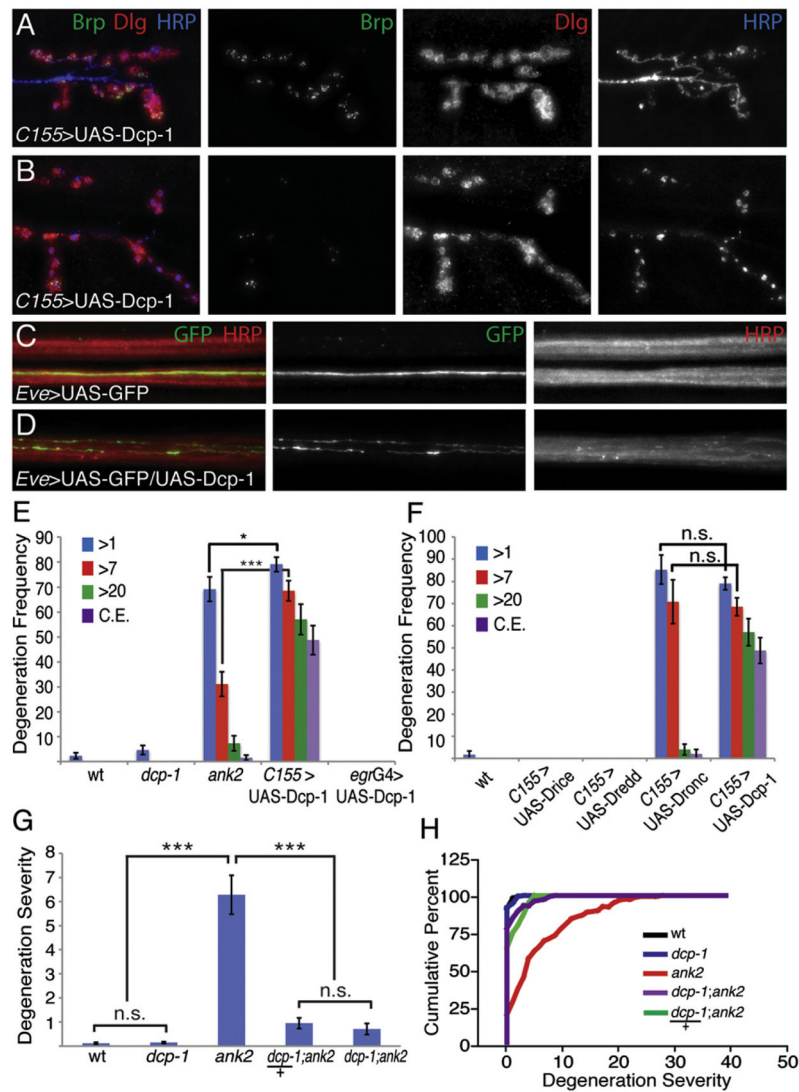 A Brp Dlg HRP Brp Dlg HRP
C155>UAS-Dcp-1
B
C155>UAS-Dcp-1
C GFP HRP GFP HRP
Eve>UAS-GFP
D
Eve>UAS-GFP/UAS-Dcp-1
E
Degeneration Frequency
90
80
70
60
50
40
30
20
10
>1
>7
>20
C.E.
*
***
wt dcp-1 ank2 C155> UAS-Dcp-1 egrG4> UAS-Dcp-1
F
Degeneration Frequency
100
90
80
70
60
50
40
30
20
10
>1
>7
>20
C.E.
n.s.
n.s.
wt
C155> UAS-Drice
C155> UAS-Dredd
C155> UAS-Dronc
C155> UAS-Dcp-1
G
Degeneration Severity
8
7
6
5
4
3
2
1
*** ***
n.s. n.s.
wt dcp-1 ank2 dcp-1;ank2 dcp-1;ank2
+
H
Cumulative Percent
125
100
75
50
25
0
wt
dcp-1
ank2
dcp-1;ank2
dcp-1;ank2
+
0 10 20 30 40 50
Degeneration Severity